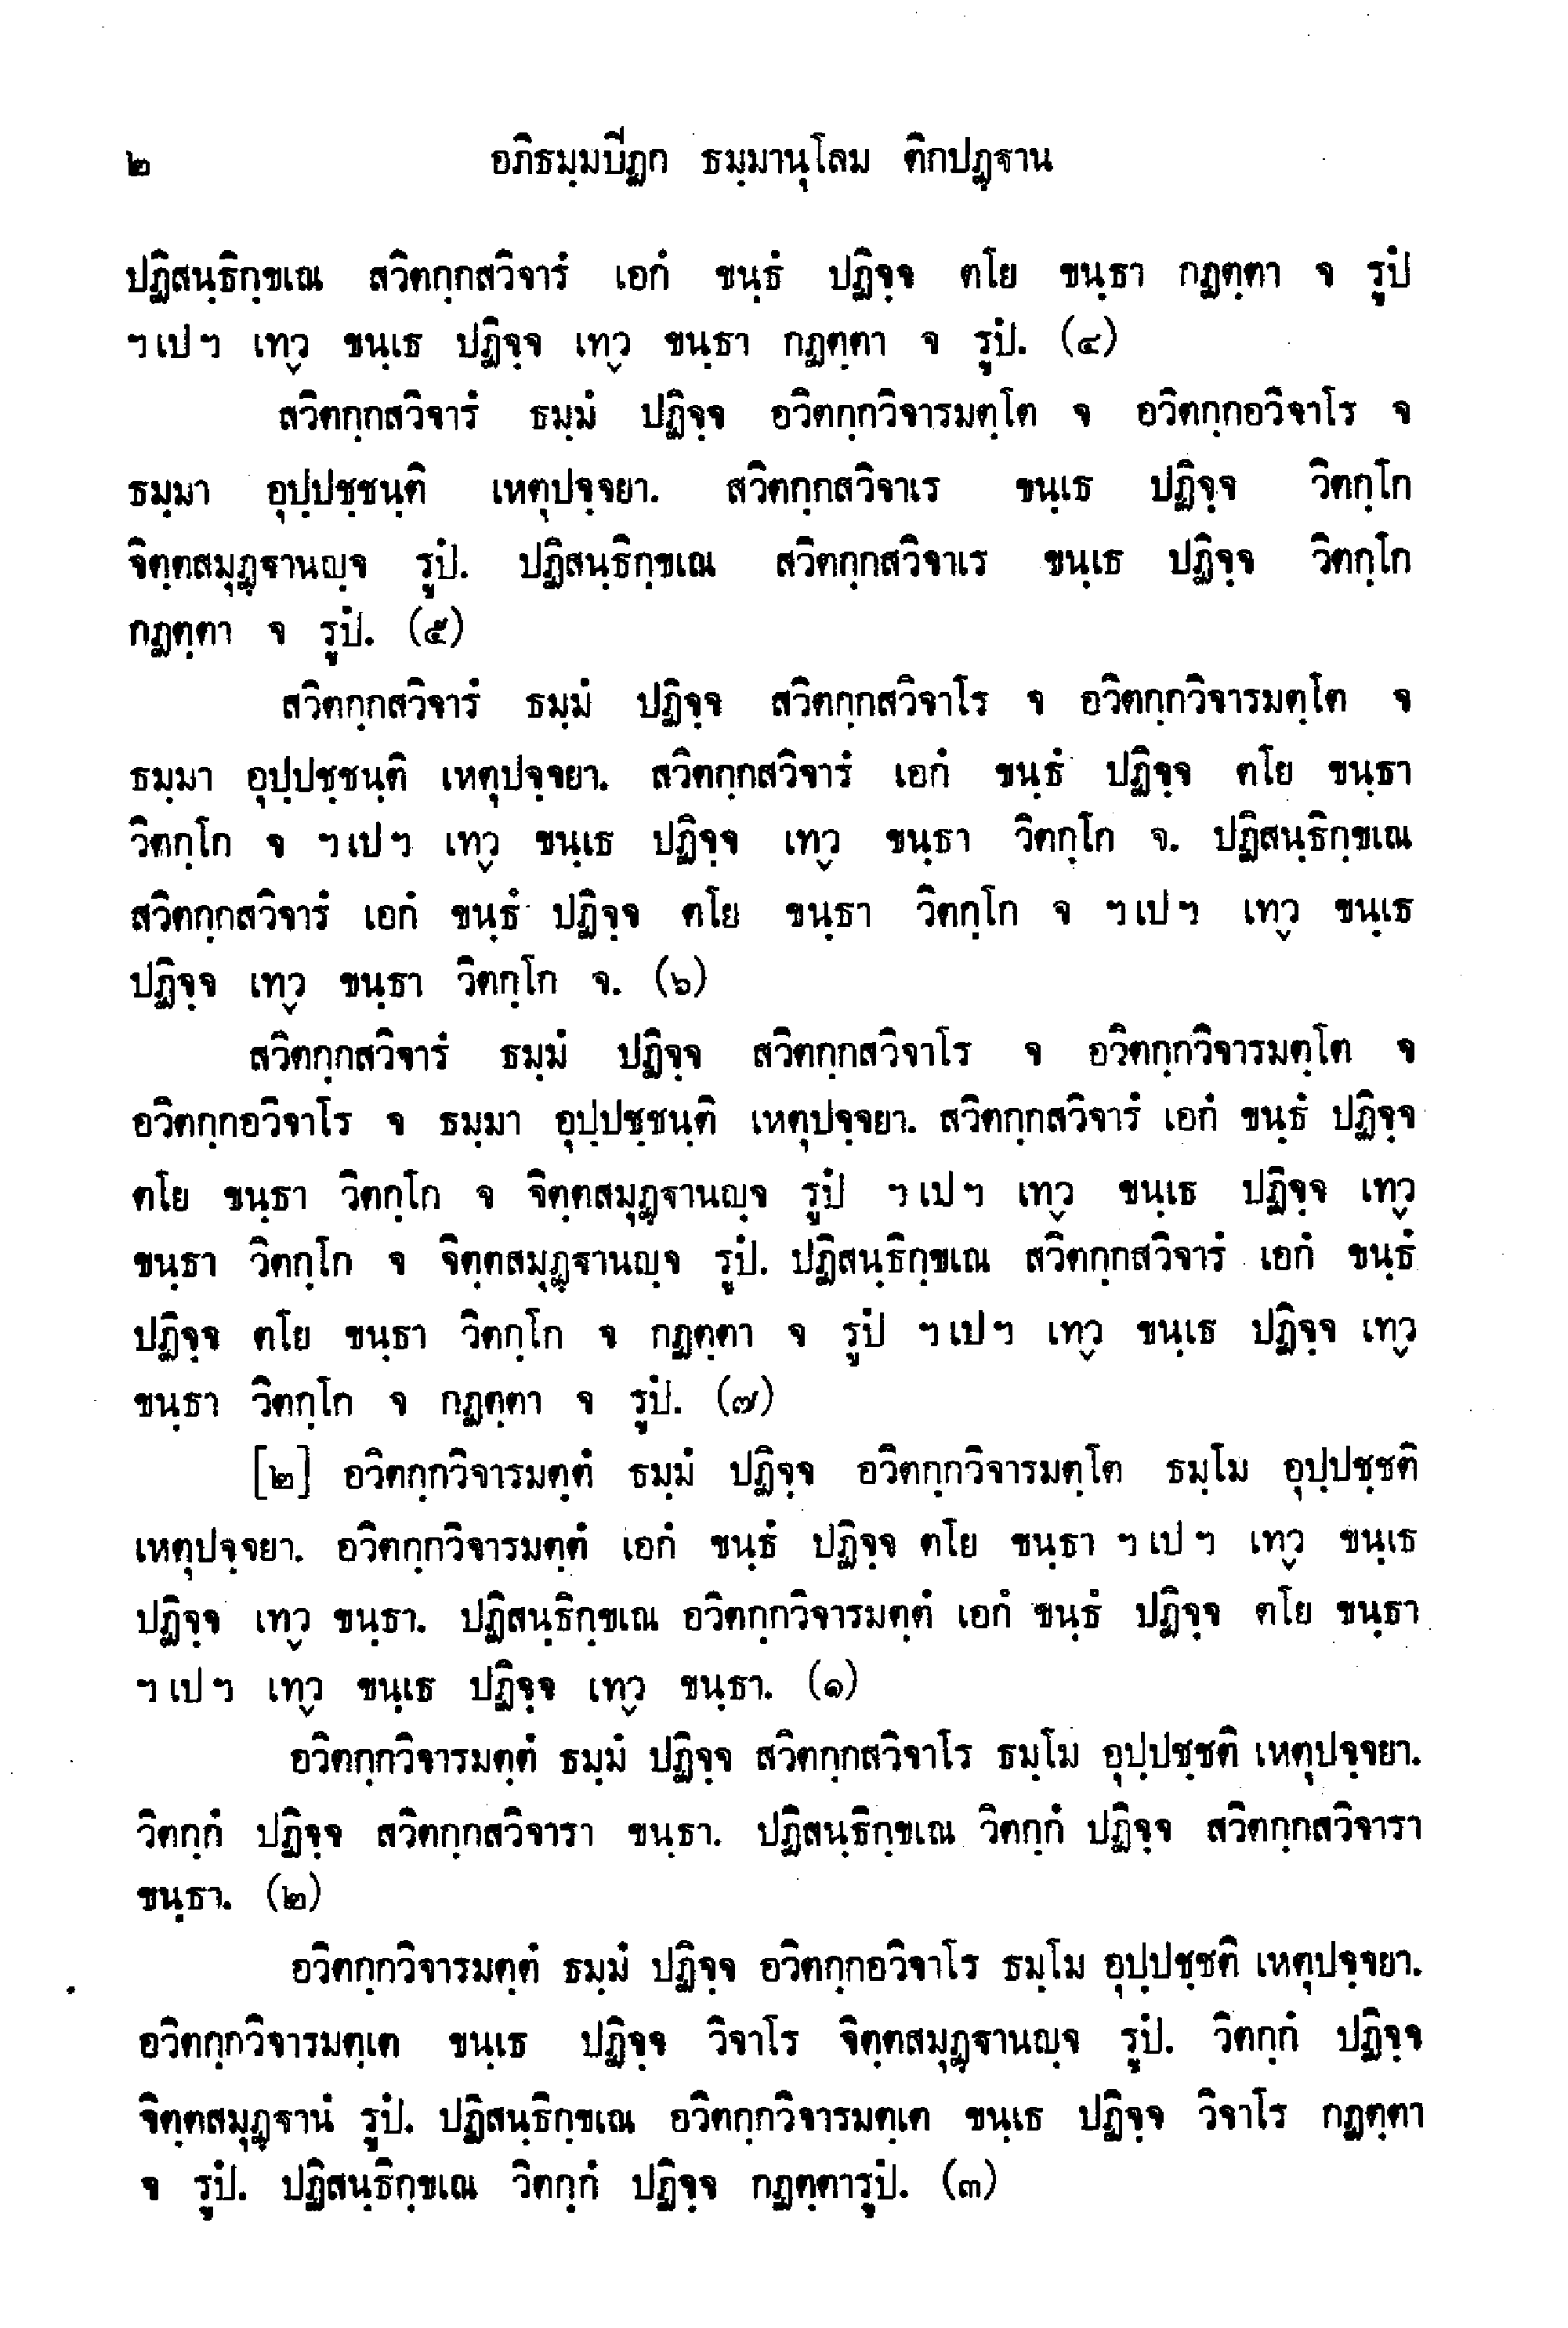 ๒ อภิธมฺมปีฏก ธมฺมานุโลม ติกปฏฺฐาน
ปฏิสนฺธิกฺขเณ สวิตกฺกสวิจารํ เอกํ ขนฺธํ ปฏิจฺจ ตโย ขนฺธา กฏตฺตา จ รูปํ
ฯ เป ฯ เทฺว ขนฺเธ ปฏิจฺจ เทฺว ขนฺธา กฏตฺตา จ รูปํ. (๔)
สวิตกฺกสวิจารํ ธมฺมํ ปฏิจฺจ อวิตกฺกวิจารมตฺโต จ อวิตกฺกอวิจาโร จ
ธมฺมา อุปฺปชฺชนฺติ เหตุปจฺจยา. สวิตกฺกสวิจาเร ขนฺเธ ปฏิจฺจ วิตกฺโก
จิตฺตสมุฏฺฐานญฺจ รูปํ. ปฏิสนฺธิกฺขเณ สวิตกฺกสวิจาเร ขนฺเธ ปฏิจฺจ วิตกฺโก
กฏตฺตา จ รูปํ. (๕)
สวิตกฺกสวิจารํ ธมฺมํ ปฏิจฺจ สวิตกฺกสวิจาโร จ อวิตกฺกวิจารมตฺโต จ
ธมฺมา อุปฺปชฺชนฺติ เหตุปจฺจยา. สวิตกฺกสวิจารํ เอกํ ขนฺธํ ปฏิจฺจ ตโย ขนฺธา
วิตกฺโก จ ฯ เป ฯ เทฺว ขนฺเธ ปฏิจฺจ เทฺว ขนฺธา วิตกฺโก จ. ปฏิสนฺธิกฺขเณ
สวิตกฺกสวิจารํ เอกํ ขนฺธํ ปฏิจฺจ ตโย ขนฺธา วิตกฺโก จ ฯ เป ฯ เทฺว ขนฺเธ
ปฏิจฺจ เทฺว ขนฺธา วิตกฺโก จ. (๖)
สวิตกฺกสวิจารํ ธมฺมํ ปฏิจฺจ สวิตกฺกสวิจาโร จ อวิตกฺกวิจารมตฺโต จ
อวิตกฺกอวิจาโร จ ธมฺมา อุปฺปชฺชนฺติ เหตุปจฺจยา. สวิตกฺกสวิจารํ เอกํ ขนฺธํ ปฏิจฺจ
ตโย ขนฺธา วิตกฺโก จ จิตฺตสมุฏฺฐานญฺจ รูปํ ฯ เป ฯ เทฺว ขนฺเธ ปฏิจฺจ เทฺว
ขนฺธา วิตกฺโก จ จิตฺตสมุฏฺฐานญฺจ รูปํ. ปฏิสนฺธิกฺขเณ สวิตกฺกสวิจารํ เอกํ ขนฺธํ
ปฏิจฺจ ตโย ขนฺธา วิตกฺโก จ กฏตฺตา จ รูปํ ฯ เป ฯ เทฺว ขนฺเธ ปฏิจฺจ เทฺว
ขนฺธา วิตกฺโก จ กฏตฺตา จ รูปํ. (๗)
[๒] อวิตกฺกวิจารมตฺตํ ธมฺมํ ปฏิจฺจ อวิตกฺกวิจารมตฺโต ธมฺโม อุปฺปชฺชติ
เหตุปจฺจยา. อวิตกฺกวิจารมตฺตํ เอกํ ขนฺธํ ปฏิจฺจ ตโย ขนฺธา ฯ เป ฯ เทฺว ขนฺเธ
ปฏิจฺจ เทฺว ขนฺธา. ปฏิสนฺธิกฺขเณ อวิตกฺกวิจารมตฺตํ เอกํ ขนฺธํ ปฏิจฺจ ตโย ขนฺธา
ฯ เป ฯ เทฺว ขนฺเธ ปฏิจฺจ เทฺว ขนฺธา. (๑)
อวิตกฺกวิจารมตฺตํ ธมฺมํ ปฏิจฺจ สวิตกฺกสวิจาโร ธมฺโม อุปฺปชฺชติ เหตุปจฺจยา.
วิตกฺกํ ปฏิจฺจ สวิตกฺกสวิจารา ขนฺธา. ปฏิสนฺธิกฺขเณ วิตกฺกํ ปฏิจฺจ สวิตกฺกสวิจารา
ขนฺธา. (๒)
อวิตกฺกวิจารมตฺตํ ธมฺมํ ปฏิจฺจ อวิตกฺกอวิจาโร ธมฺโม อุปฺปชฺชติ เหตุปจฺจยา.
อวิตกฺกวิจารมตฺเต ขนฺเธ ปฏิจฺจ วิจาโร จิตฺตสมุฏฺฐานญฺจ รูปํ. วิตกฺกํ ปฏิจฺจ
จิตฺตสมุฏฺฐานํ รูปํ. ปฏิสนฺธิกฺขเณ อวิตกฺกวิจารมตฺเต ขนฺเธ ปฏิจฺจ วิจาโร กฏตฺตา
จ รูปํ. ปฏิสนฺธิกฺขเณ วิตกฺกํ ปฏิจฺจ กฏตฺตารูปํ. (๓)